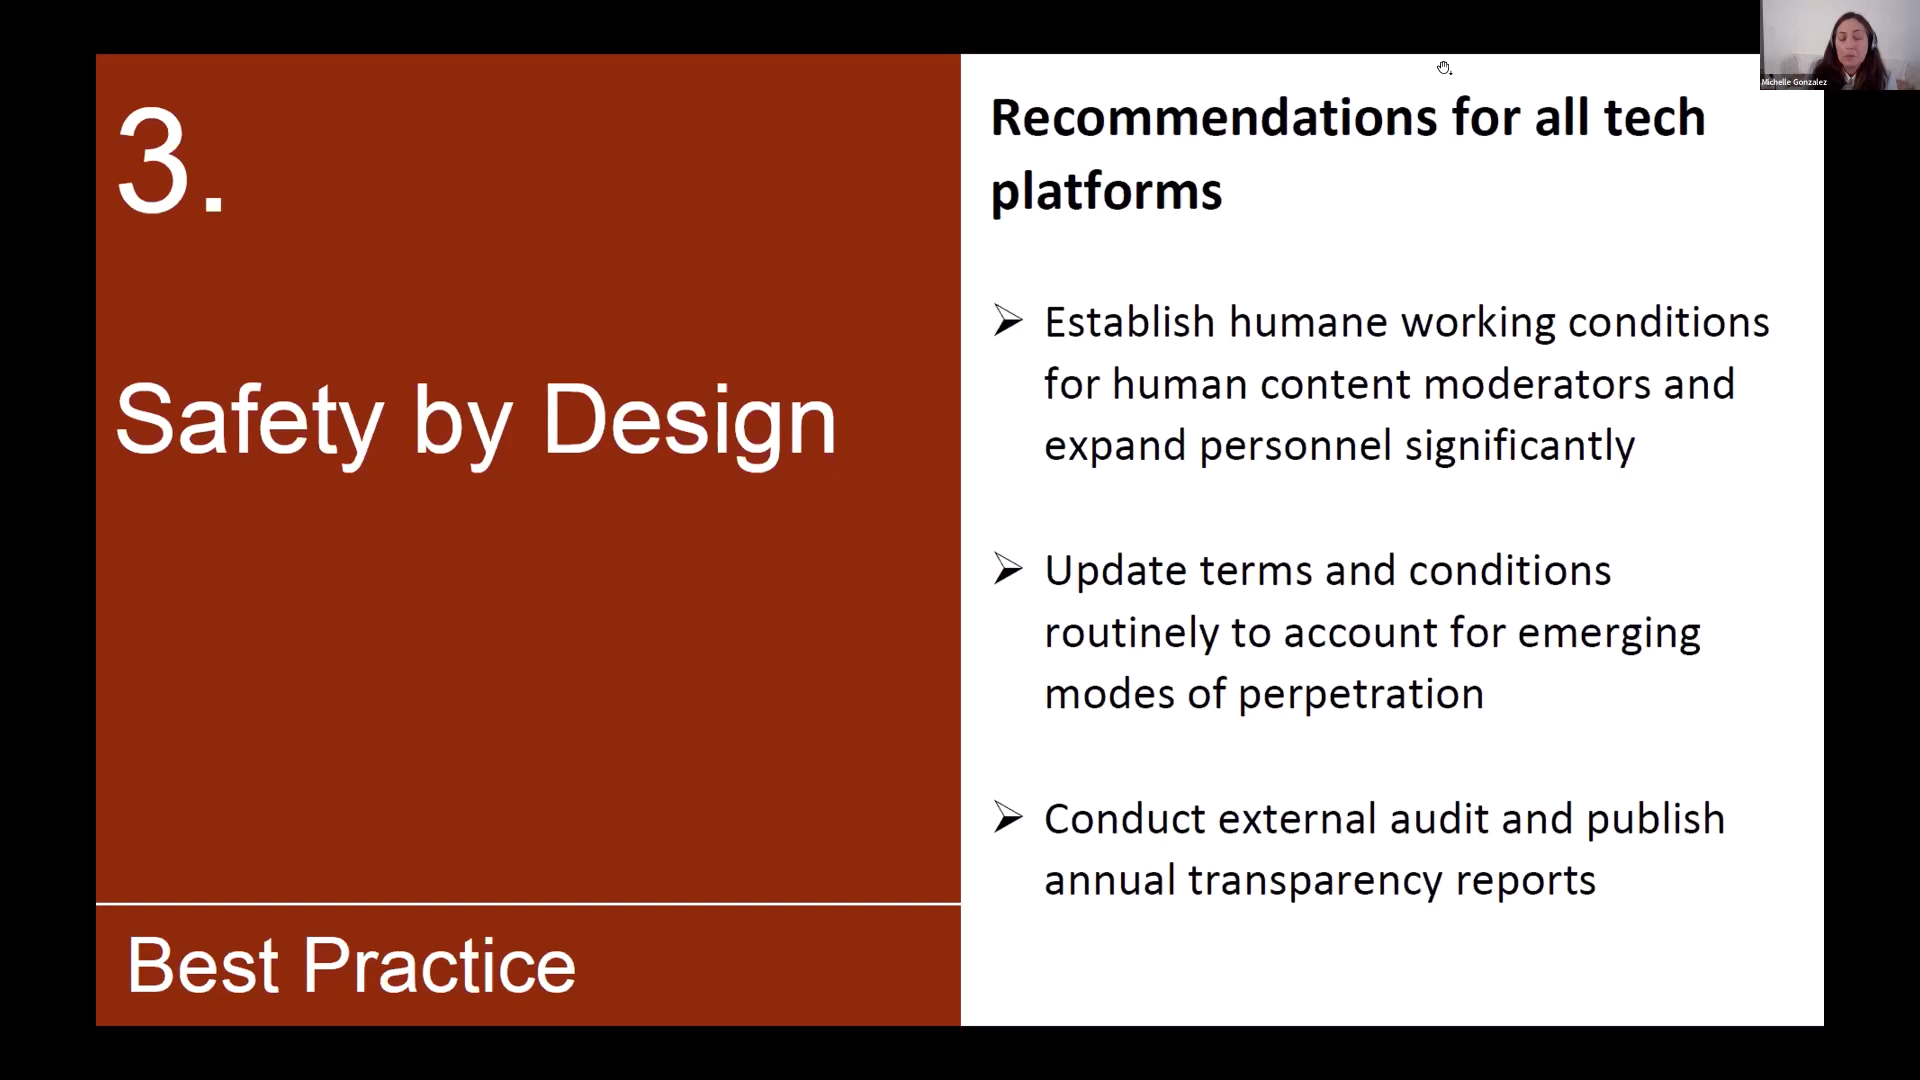 3.
Safety by Design
Best Practice
Recommendations for all tech
platforms
➢ Establish humane working conditions
for human content moderators and
expand personnel significantly
➢ Update terms and conditions
routinely to account for emerging
modes of perpetration
➢ Conduct external audit and publish
annual transparency reports
Michelle Gonzalez